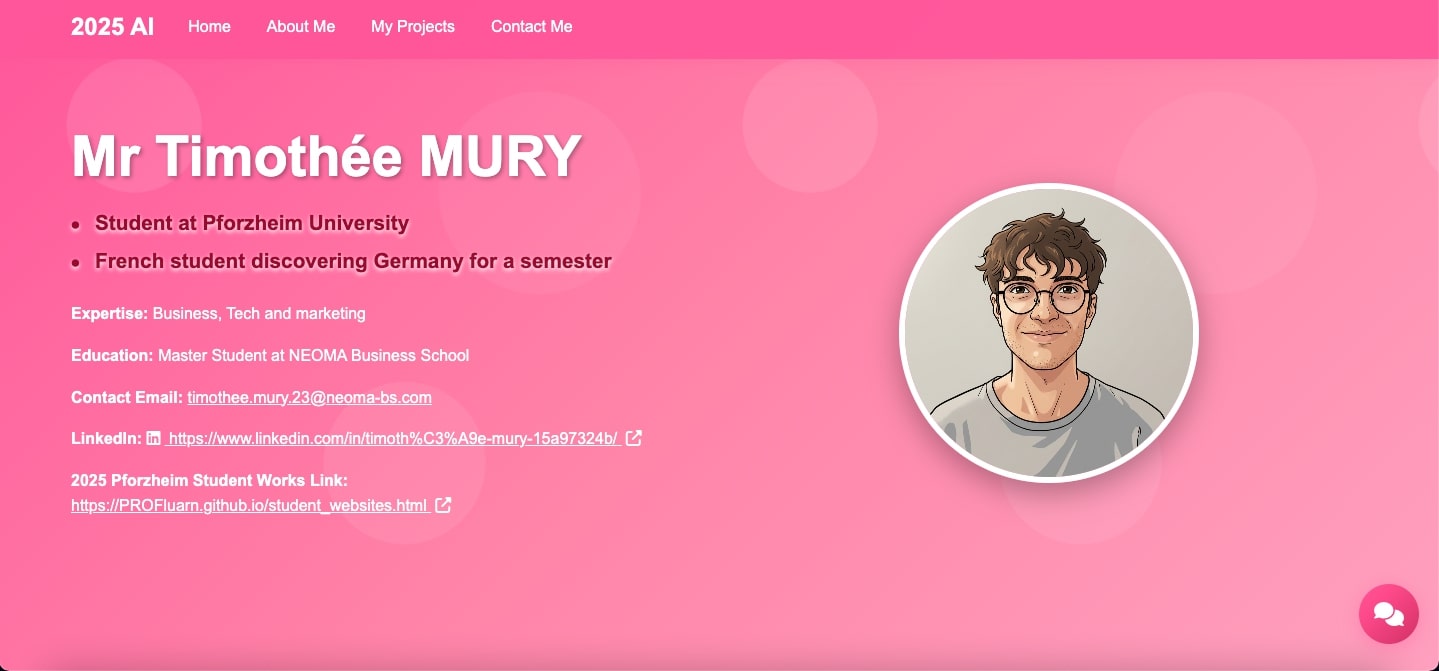 2025 AI Home About Me My Projects Contact Me
Mr Timothée MURY
• Student at Pforzheim University
• French student discovering Germany for a semester
Expertise: Business, Tech and marketing
Education: Master Student at NEOMA Business School
Contact Email: timothee.mury.23@neoma-bs.com
LinkedIn: https://www.linkedin.com/in/timoth%C3%A9e-mury-15a97324b/
2025 Pforzheim Student Works Link:
https://PROFluarn.github.io/student_websites.html